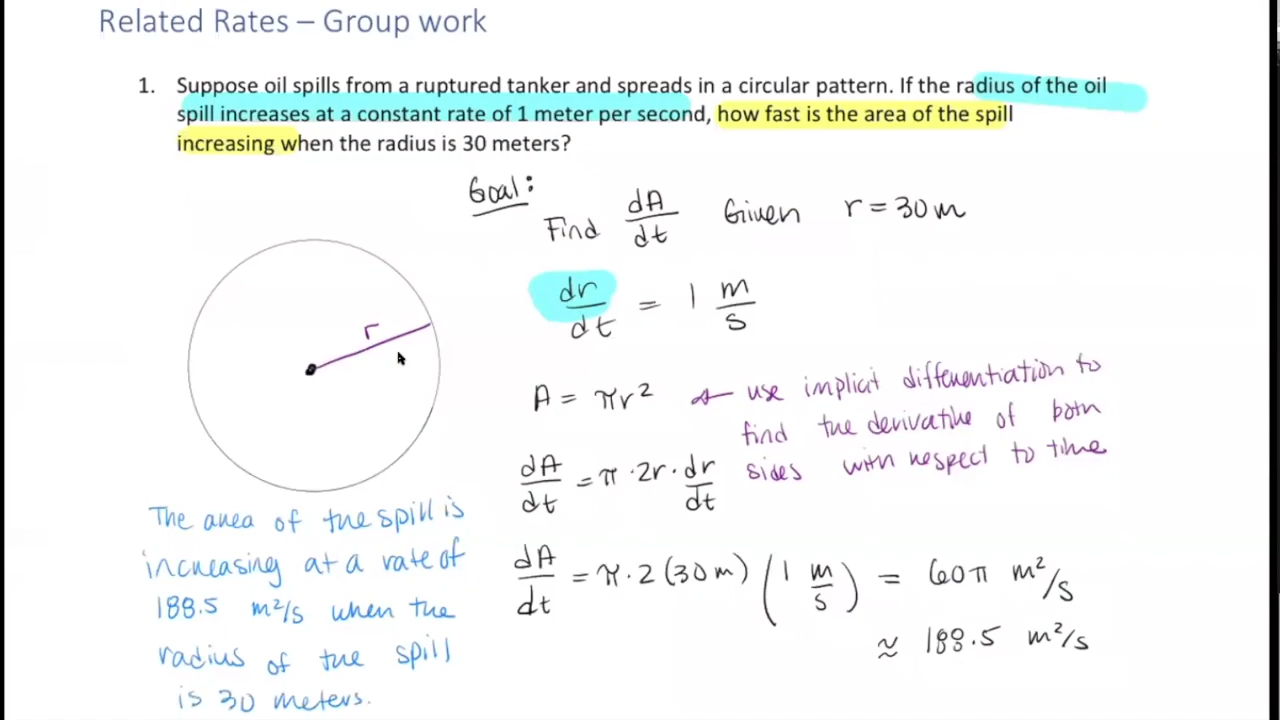 Related Rates – Group work
1. Suppose oil spills from a ruptured tanker and spreads in a circular pattern. If the radius of the oil
spill increases at a constant rate of 1 meter per second, how fast is the area of the spill
increasing when the radius is 30 meters?
Goal:
Find dA/dt Given r = 30 m
dr/dt = 1 m/s
r
A = πr² ← use implicit differentiation to
find the derivative of both
sides with respect to time
dA/dt = π · 2r · dr/dt
dA/dt = π · 2 (30 m) (1 m/s) = 60π m²/s
≈ 188.5 m²/s
The area of the spill is
increasing at a rate of
188.5 m²/s when the
radius of the spill
is 30 meters.